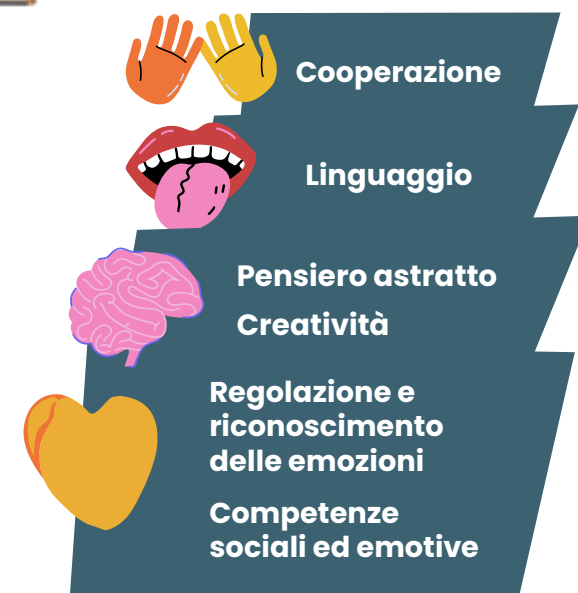 Cooperazione
Linguaggio
Pensiero astratto
Creatività
Regolazione e
riconoscimento
delle emozioni
Competenze
sociali ed emotive